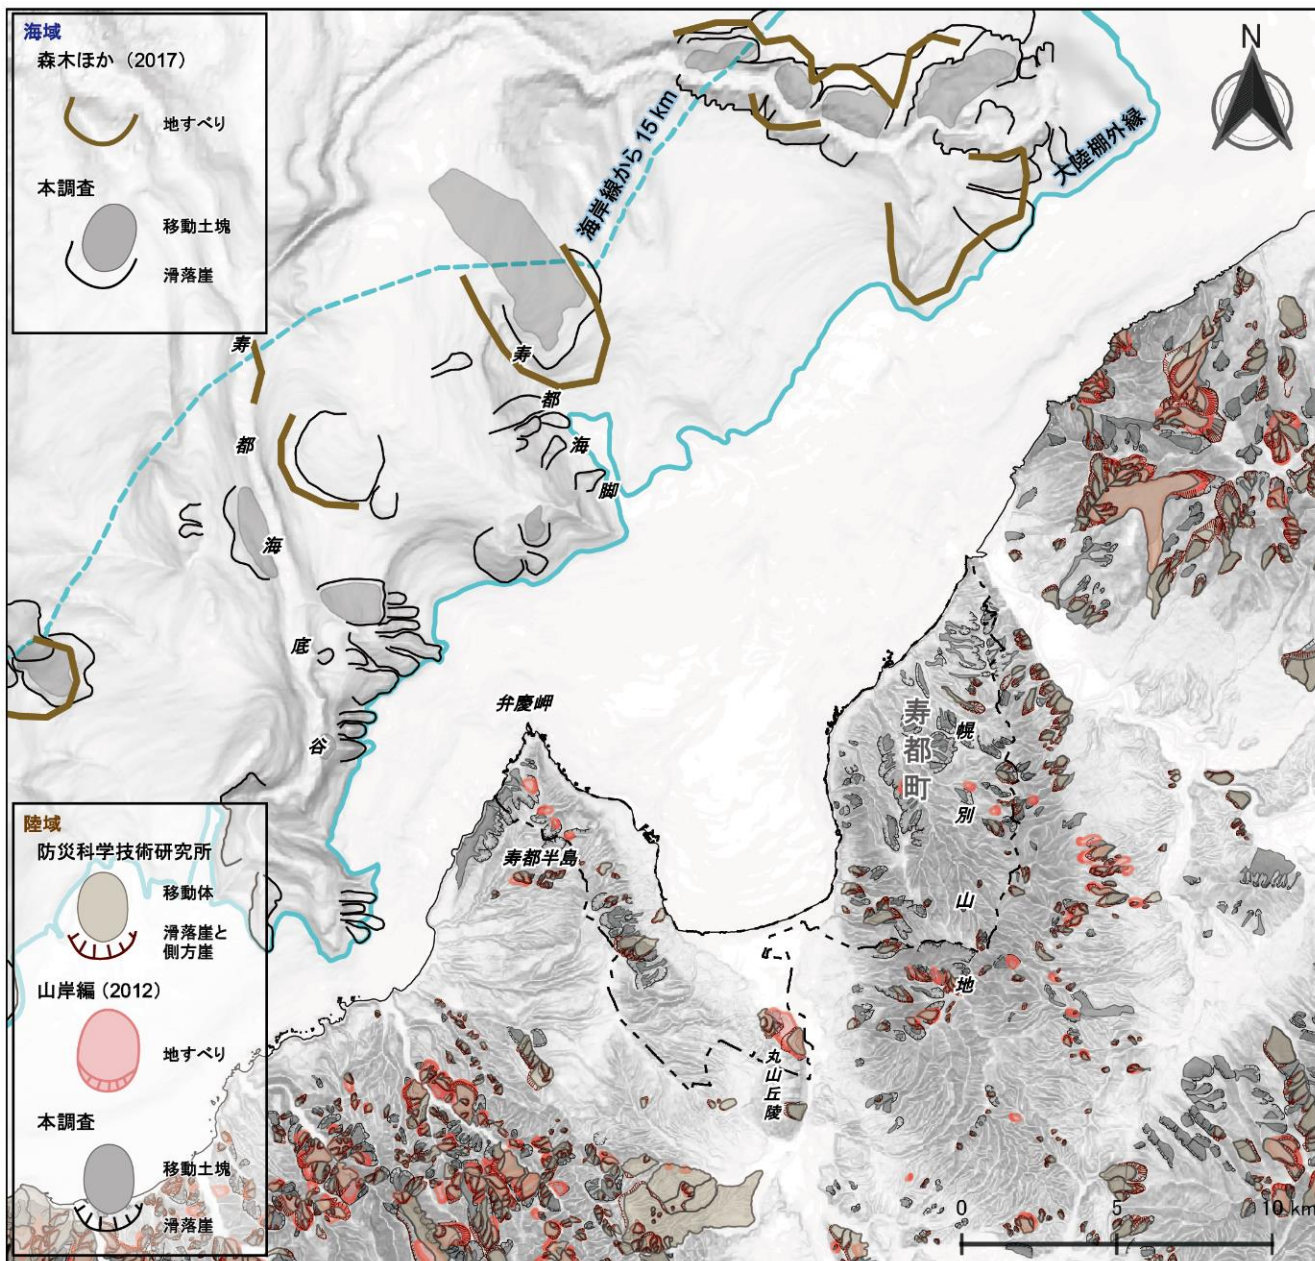 海域
森木ほか (2017)
地すべり
本調査
移動土塊
滑落崖
海岸線から 15 km
大陸棚外縁
N
寿都海底谷
寿都海脚
弁慶岬
寿都半島
寿都町
幌別山地
丸山丘陵
陸域
防災科学技術研究所
移動体
滑落崖と
側方崖
山岸編 (2012)
地すべり
本調査
移動土塊
滑落崖
0 5 10 km